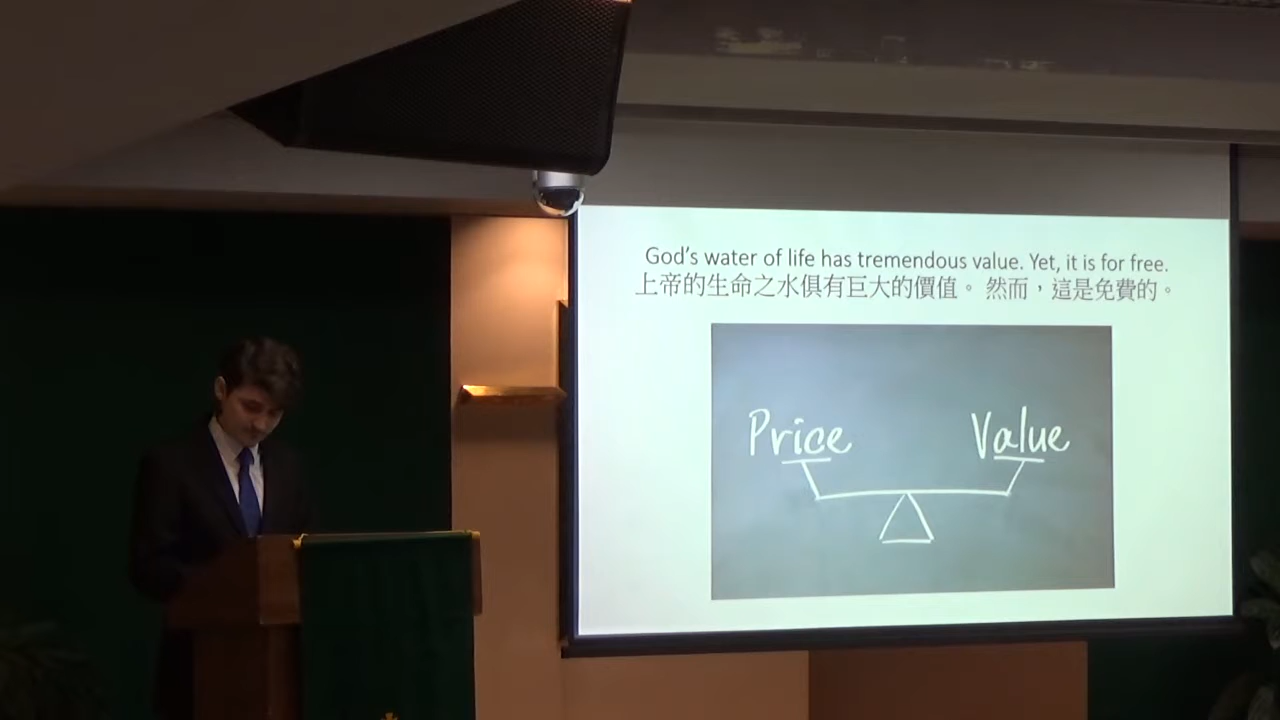 God's water of life has tremendous value. Yet, it is for free.
上帝的生命之水俱有巨大的價值。 然而，這是免費的。
Price
Value